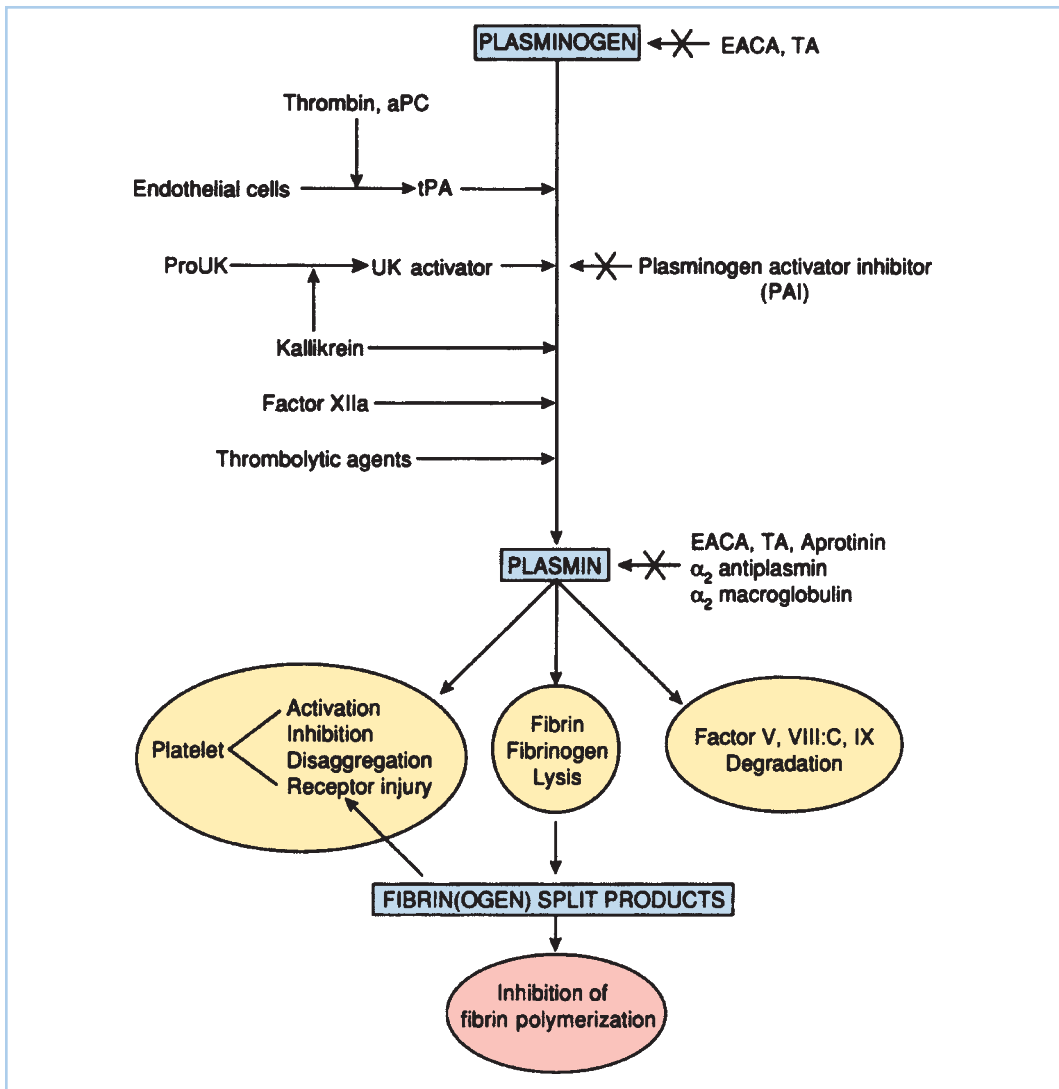 PLASMINOGEN
EACA, TA
Thrombin, aPC
Endothelial cells
tPA
ProUK
UK activator
Plasminogen activator inhibitor
(PAI)
Kallikrein
Factor XIIa
Thrombolytic agents
PLASMIN
EACA, TA, Aprotinin
α₂ antiplasmin
α₂ macroglobulin
Platelet
Activation
Inhibition
Disaggregation
Receptor injury
Fibrin
Fibrinogen
Lysis
Factor V, VIII:C, IX
Degradation
FIBRIN(OGEN) SPLIT PRODUCTS
Inhibition of
fibrin polymerization